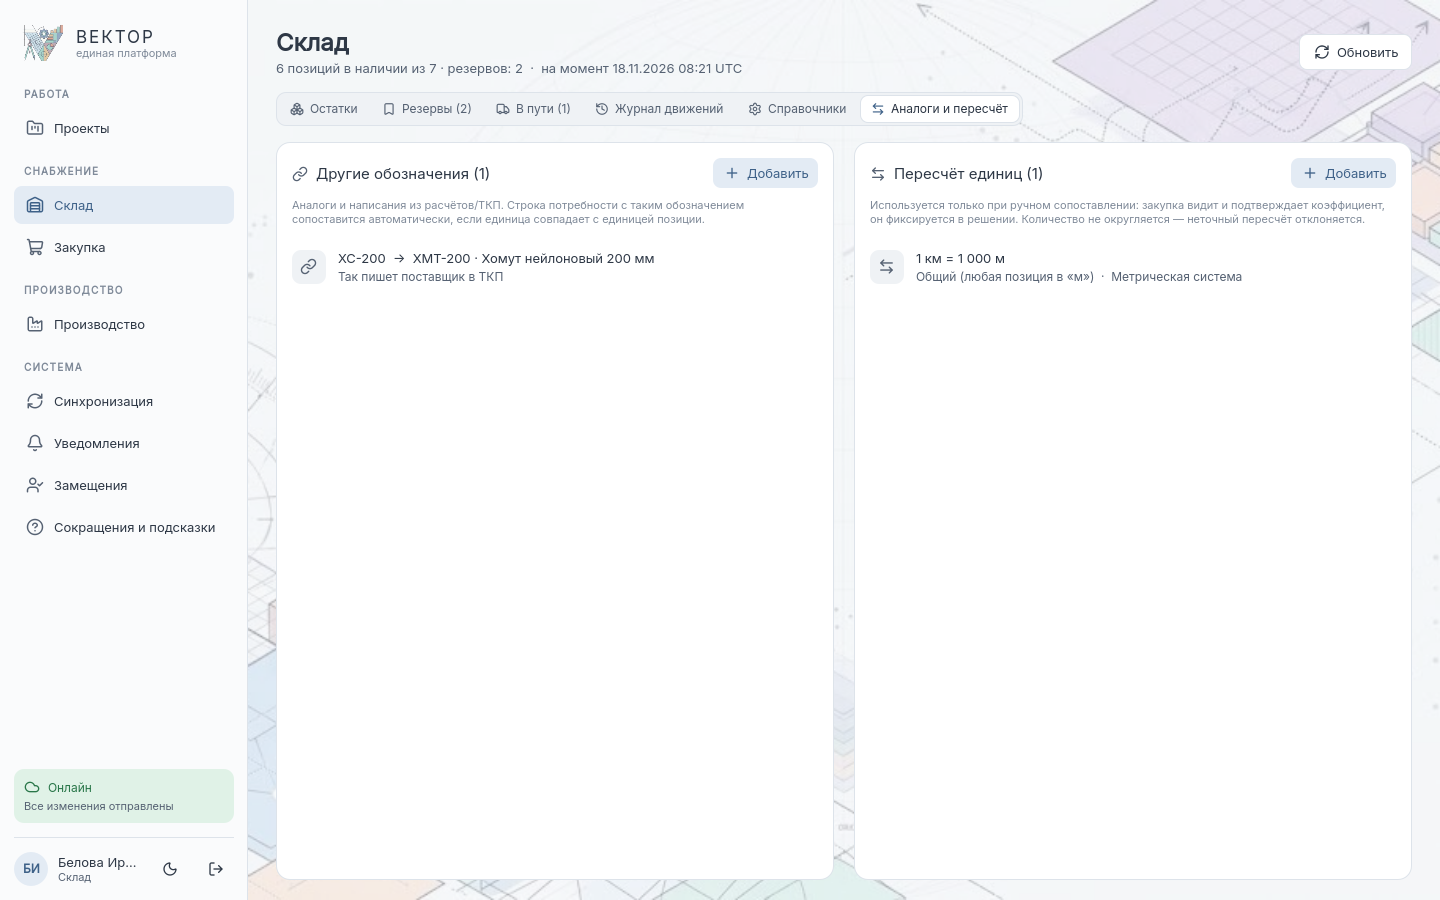 ВЕКТОР
единая платформа
РАБОТА
Проекты
СНАБЖЕНИЕ
Склад
Закупка
ПРОИЗВОДСТВО
Производство
СИСТЕМА
Синхронизация
Уведомления
Замещения
Сокращения и подсказки
Онлайн
Все изменения отправлены
БИ
Белова Ир...
Склад
Склад
6 позиций в наличии из 7 · резервов: 2 · на момент 18.11.2026 08:21 UTC
Обновить
Остатки
Резервы (2)
В пути (1)
Журнал движений
Справочники
Аналоги и пересчёт
Другие обозначения (1)
Добавить
Аналоги и написания из расчётов/ТКП. Строка потребности с таким обозначением
сопоставится автоматически, если единица совпадает с единицей позиции.
ХС-200 → ХМТ-200 · Хомут нейлоновый 200 мм
Так пишет поставщик в ТКП
Пересчёт единиц (1)
Добавить
Используется только при ручном сопоставлении: закупка видит и подтверждает коэффициент,
он фиксируется в решении. Количество не округляется — неточный пересчёт отклоняется.
1 км = 1 000 м
Общий (любая позиция в «м») · Метрическая система